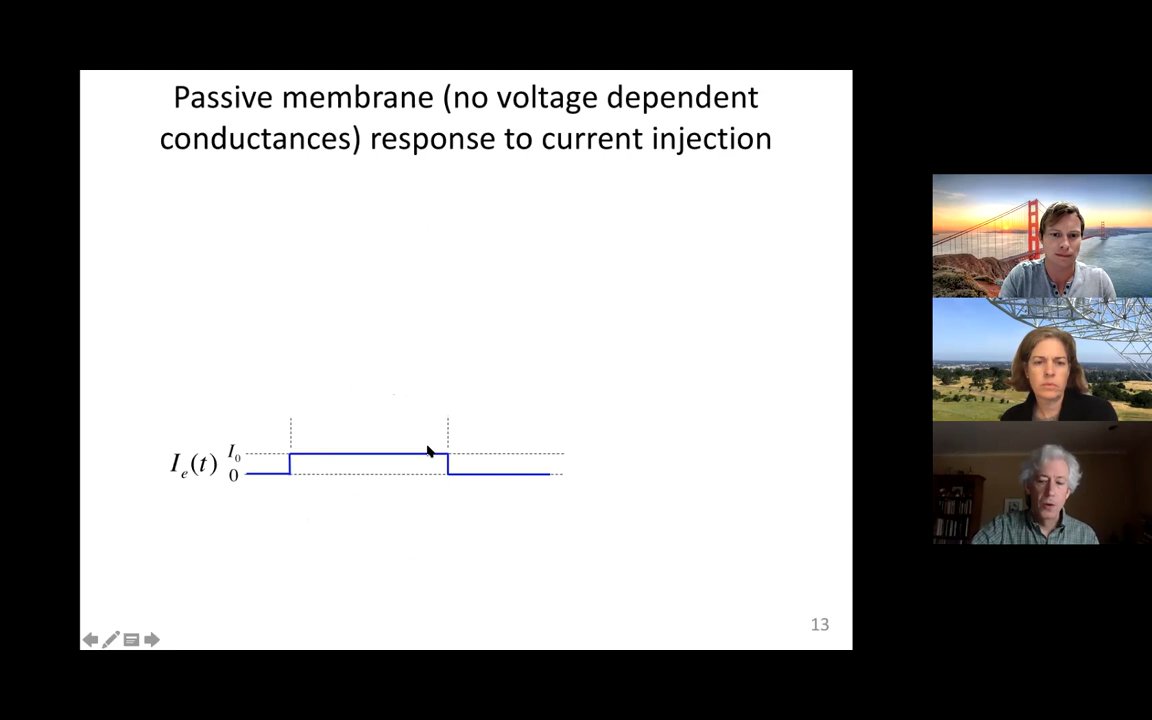 Passive membrane (no voltage dependent
conductances) response to current injection
I_e(t)
I_0
0
13